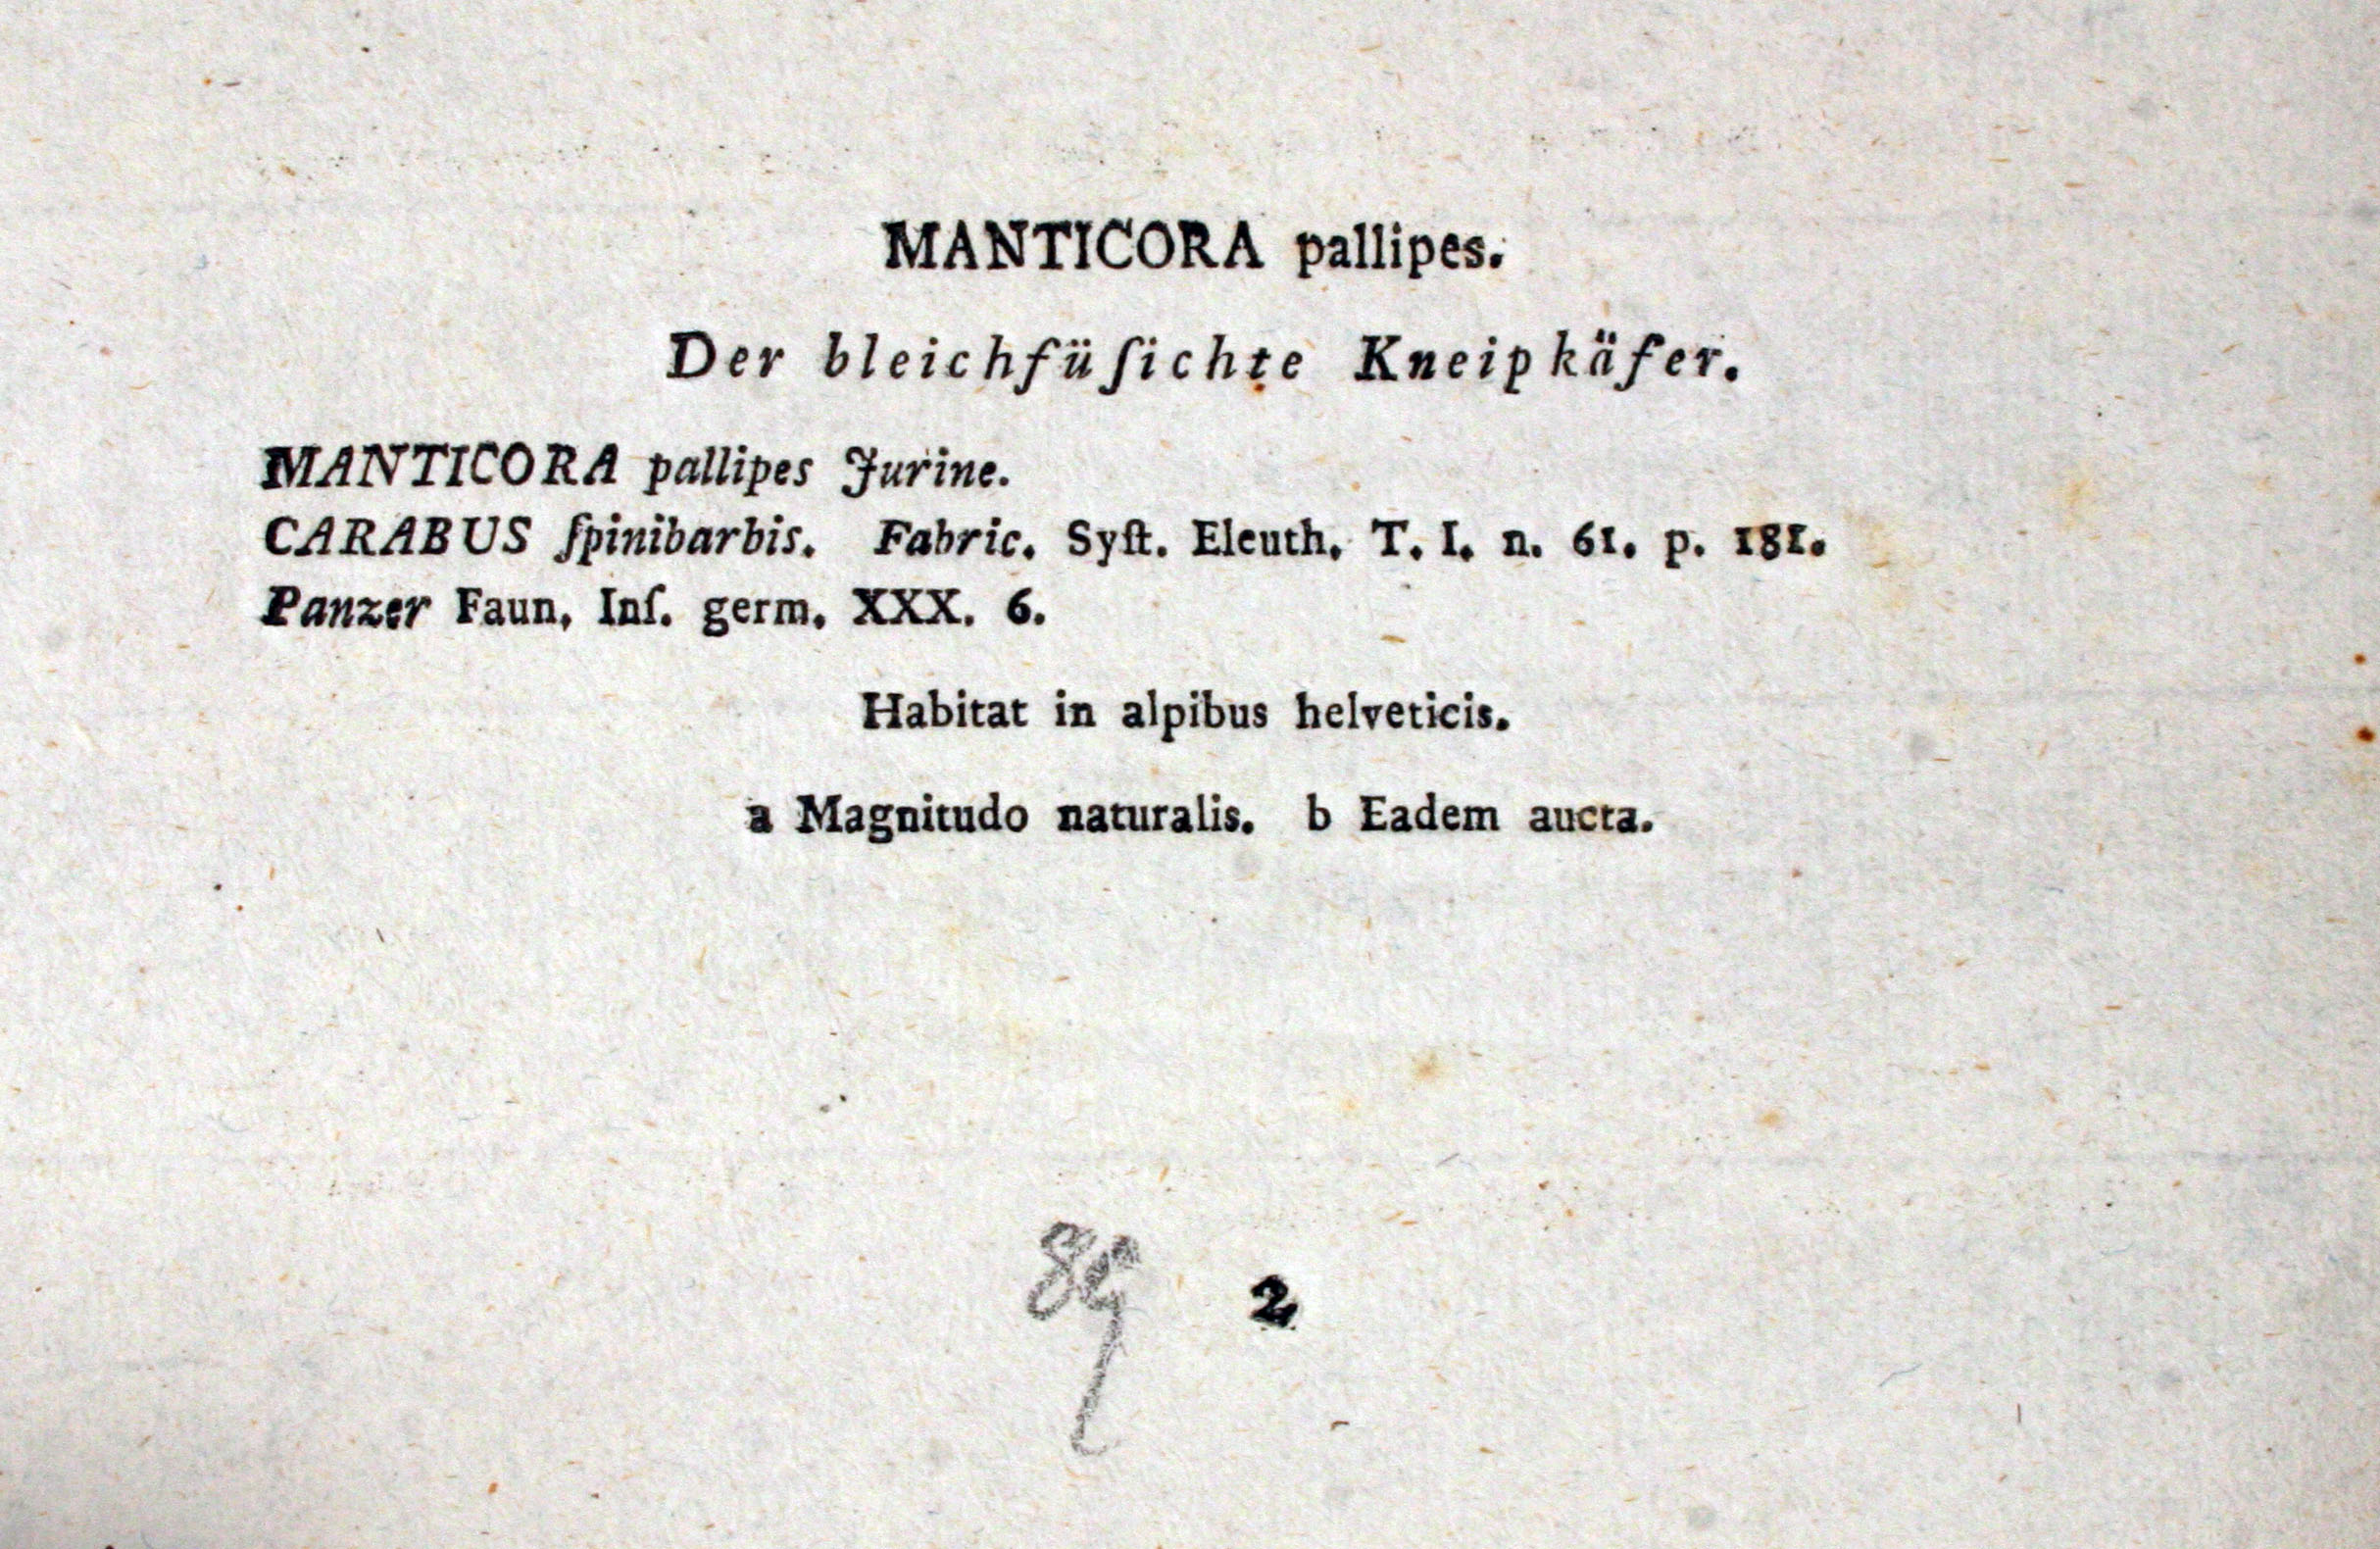 MANTICORA pallipes.
Der bleichfüſichte Kneipkäfer.
MANTICORA pallipes Jurine.
CARABUS ſpinibarbis. Fabric. Syſt. Eleuth. T. I. n. 61. p. 181.
Panzer Faun. Inſ. germ. XXX. 6.
Habitat in alpibus helveticis.
a Magnitudo naturalis. b Eadem aucta.
89 2